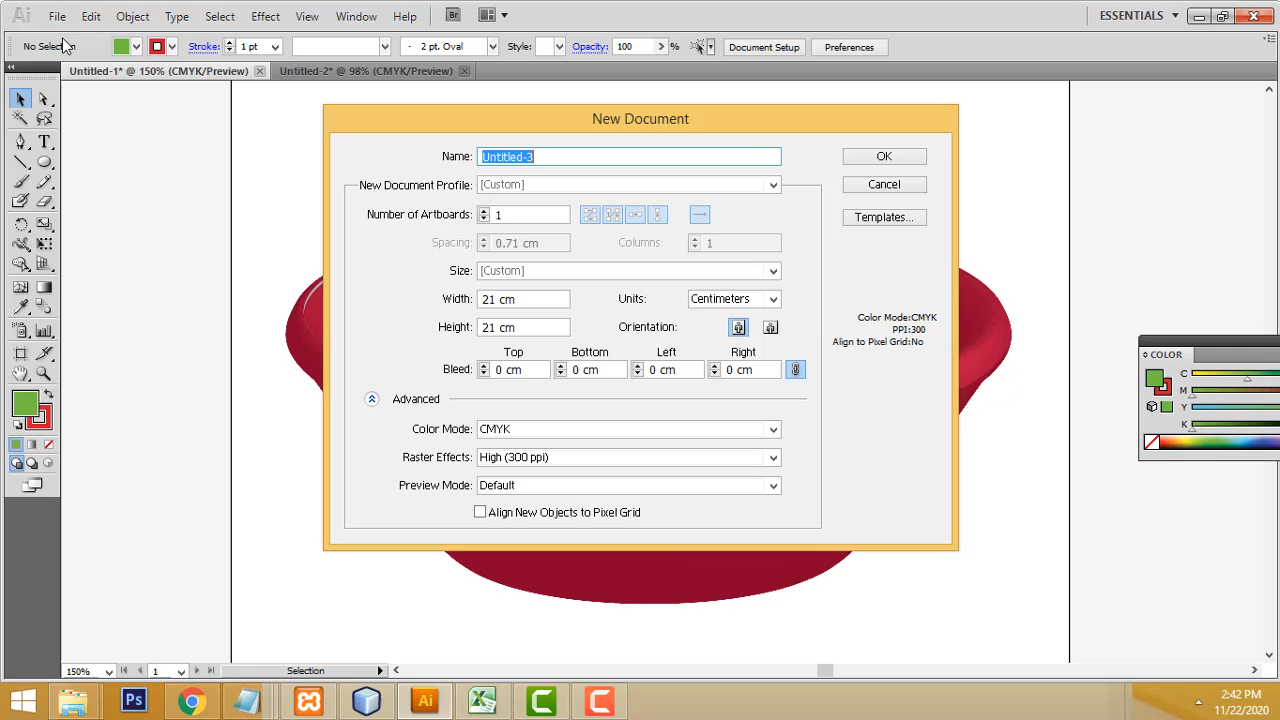 Ai File Edit Object Type Select Effect View Window Help Br ESSENTIALS
No Selection Stroke: 1 pt 2 pt. Oval Style: Opacity: 100 % Document Setup Preferences
Untitled-1* @ 150% (CMYK/Preview) Untitled-2* @ 98% (CMYK/Preview)
New Document
Name: Untitled-3 OK
New Document Profile: [Custom] Cancel
Number of Artboards: 1 Templates...
Spacing: 0.71 cm Columns: 1
Size: [Custom]
Width: 21 cm Units: Centimeters
Height: 21 cm Orientation:
Color Mode:CMYK
PPI:300
Align to Pixel Grid:No
Top Bottom Left Right
Bleed: 0 cm 0 cm 0 cm 0 cm
Advanced
Color Mode: CMYK
Raster Effects: High (300 ppi)
Preview Mode: Default
Align New Objects to Pixel Grid
COLOR
C
M
Y
K
150% 1 Selection
Ps Ai
2:42 PM
11/22/2020